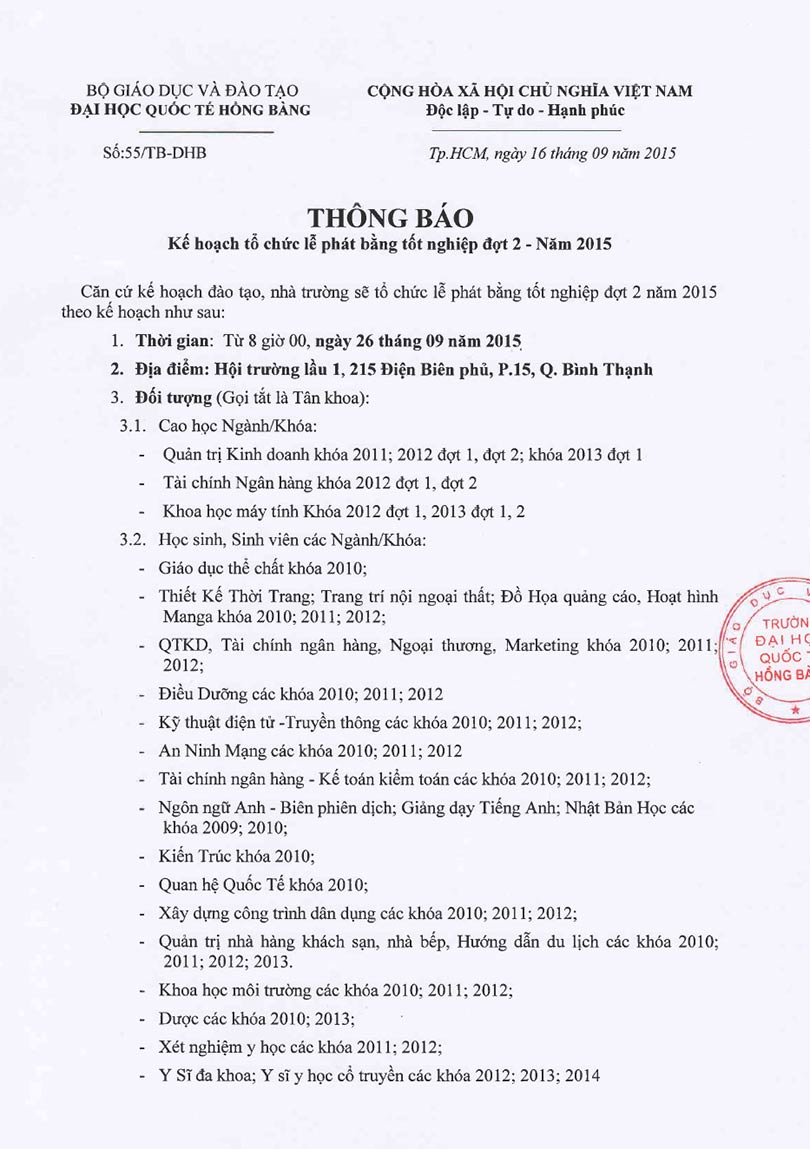 BỘ GIÁO DỤC VÀ ĐÀO TẠO
ĐẠI HỌC QUỐC TẾ HỒNG BÀNG
Số:55/TB-DHB
CỘNG HÒA XÃ HỘI CHỦ NGHĨA VIỆT NAM
Độc lập - Tự do - Hạnh phúc
Tp.HCM, ngày 16 tháng 09 năm 2015
THÔNG BÁO
Kế hoạch tổ chức lễ phát bằng tốt nghiệp đợt 2 - Năm 2015
Căn cứ kế hoạch đào tạo, nhà trường sẽ tổ chức lễ phát bằng tốt nghiệp đợt 2 năm 2015
theo kế hoạch như sau:
1. Thời gian: Từ 8 giờ 00, ngày 26 tháng 09 năm 2015
2. Địa điểm: Hội trường lầu 1, 215 Điện Biên phủ, P.15, Q. Bình Thạnh
3. Đối tượng (Gọi tắt là Tân khoa):
3.1. Cao học Ngành/Khóa:
- Quản trị Kinh doanh khóa 2011; 2012 đợt 1, đợt 2; khóa 2013 đợt 1
- Tài chính Ngân hàng khóa 2012 đợt 1, đợt 2
- Khoa học máy tính Khóa 2012 đợt 1, 2013 đợt 1, 2
3.2. Học sinh, Sinh viên các Ngành/Khóa:
- Giáo dục thể chất khóa 2010;
- Thiết Kế Thời Trang; Trang trí nội ngoại thất; Đồ Họa quảng cáo, Hoạt hình
Manga khóa 2010; 2011; 2012;
- QTKD, Tài chính ngân hàng, Ngoại thương, Marketing khóa 2010; 2011;
2012;
- Điều Dưỡng các khóa 2010; 2011; 2012
- Kỹ thuật điện tử -Truyền thông các khóa 2010; 2011; 2012;
- An Ninh Mạng các khóa 2010; 2011; 2012
- Tài chính ngân hàng - Kế toán kiểm toán các khóa 2010; 2011; 2012;
- Ngôn ngữ Anh - Biên phiên dịch; Giảng dạy Tiếng Anh; Nhật Bản Học các
khóa 2009; 2010;
- Kiến Trúc khóa 2010;
- Quan hệ Quốc Tế khóa 2010;
- Xây dựng công trình dân dụng các khóa 2010; 2011; 2012;
- Quản trị nhà hàng khách sạn, nhà bếp, Hướng dẫn du lịch các khóa 2010;
2011; 2012; 2013.
- Khoa học môi trường các khóa 2010; 2011; 2012;
- Dược các khóa 2010; 2013;
- Xét nghiệm y học các khóa 2011; 2012;
- Y Sĩ đa khoa; Y sĩ y học cổ truyền các khóa 2012; 2013; 2014
BỘ GIÁO DỤC
TRƯỜN
ĐẠI HỌ
QUỐC T
HỒNG BÀ